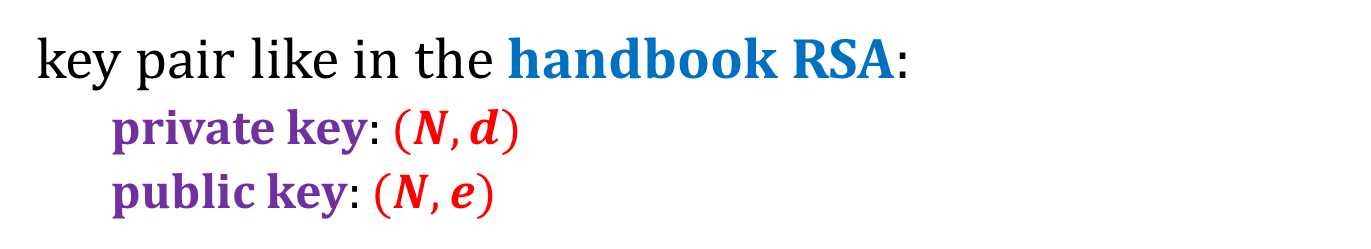 key pair like in the handbook RSA:
private key: (N, d)
public key: (N, e)